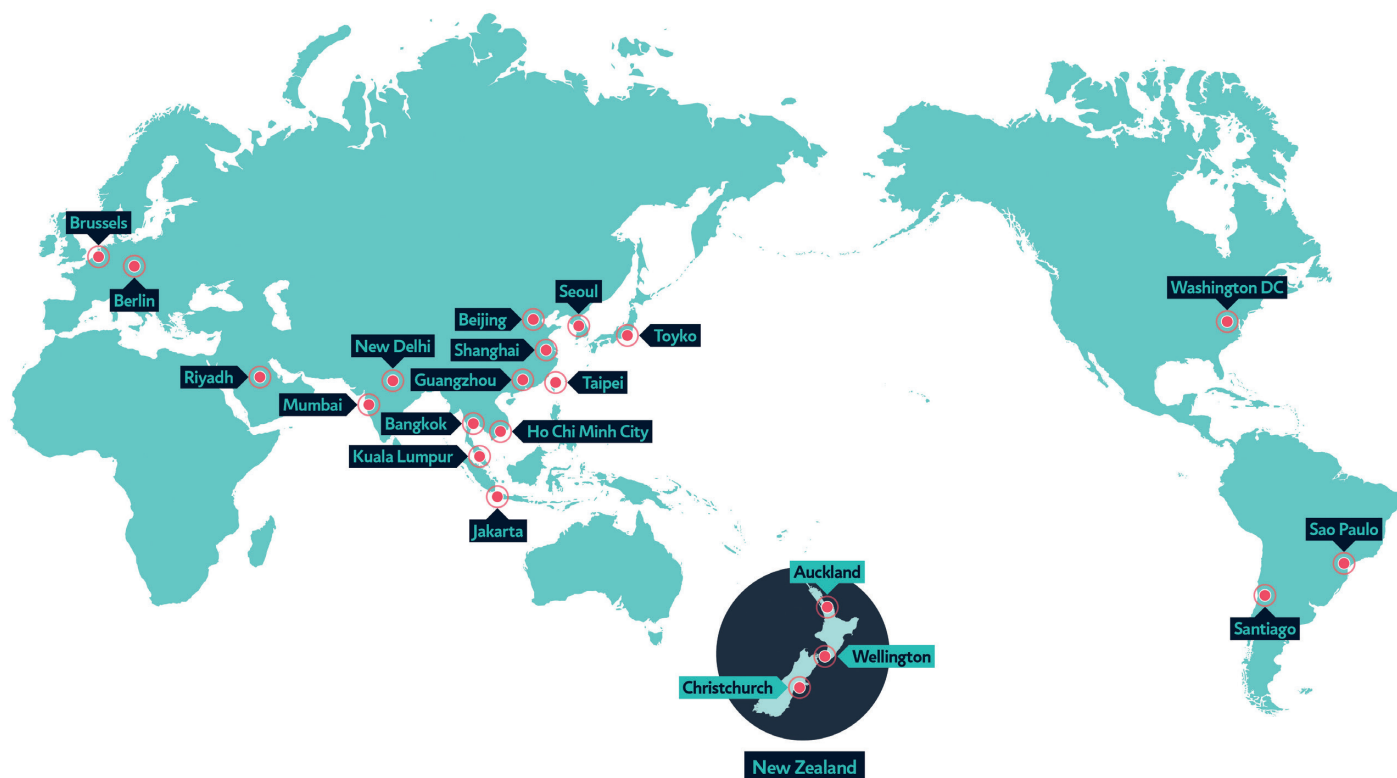 Brussels
Berlin
Seoul
Beijing
Toyko
Shanghai
New Delhi
Riyadh
Guangzhou
Taipei
Mumbai
Bangkok
Ho Chi Minh City
Kuala Lumpur
Jakarta
Washington DC
Sao Paulo
Santiago
Auckland
Wellington
Christchurch
New Zealand